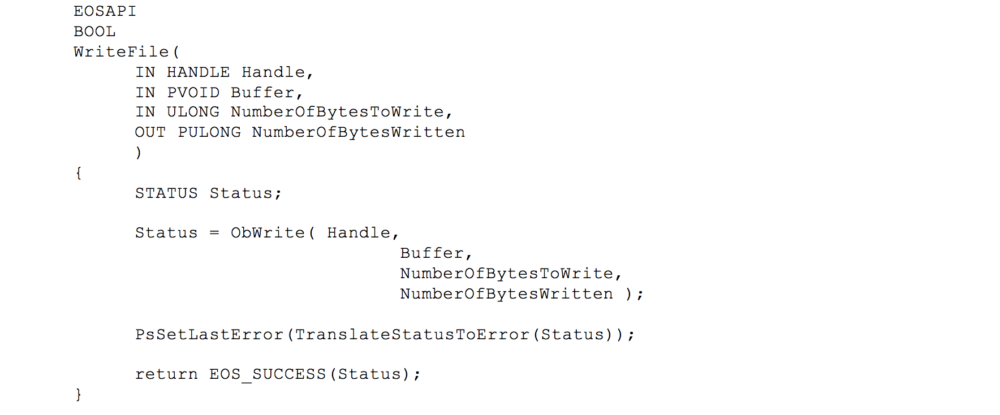 EOSAPI
BOOL
WriteFile(
IN HANDLE Handle,
IN PVOID Buffer,
IN ULONG NumberOfBytesToWrite,
OUT PULONG NumberOfBytesWritten
)
{
STATUS Status;
Status = ObWrite( Handle,
Buffer,
NumberOfBytesToWrite,
NumberOfBytesWritten );
PsSetLastError(TranslateStatusToError(Status));
return EOS_SUCCESS(Status);
}